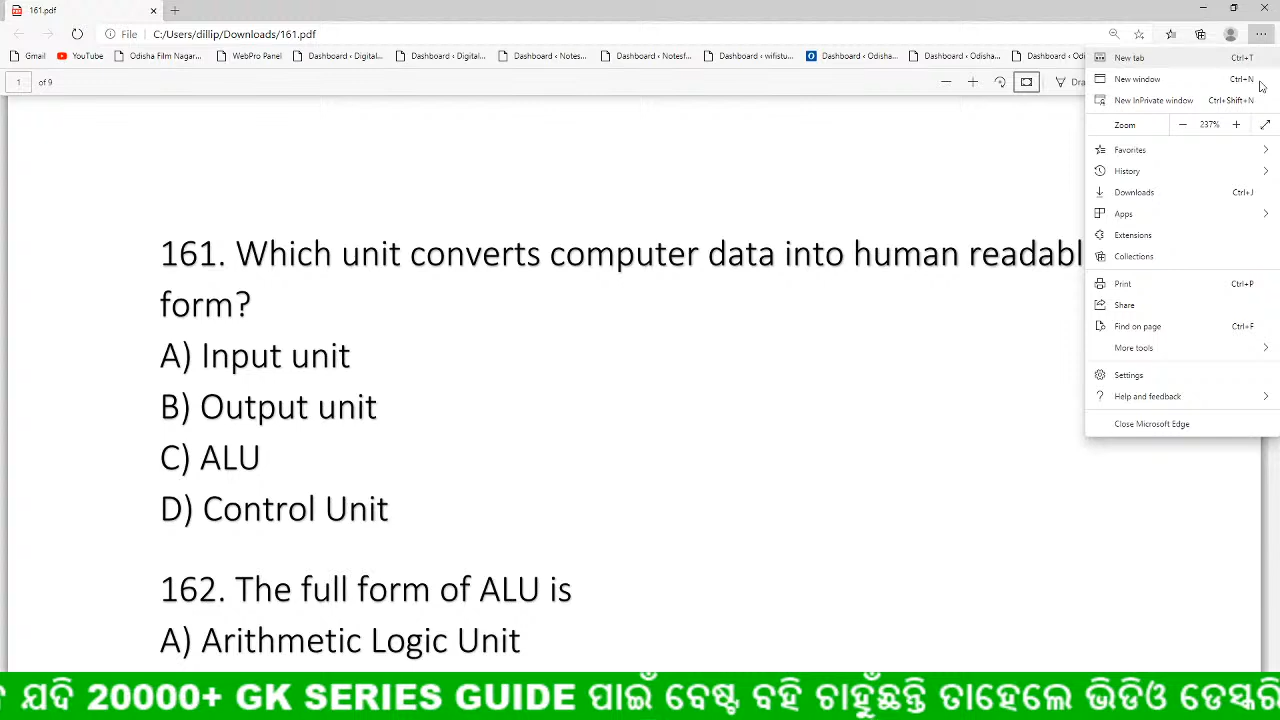 161.pdf
File C:/Users/dillip/Downloads/161.pdf
Gmail YouTube Odisha Film Nagar... WebPro Panel Dashboard ‹ Digital... Dashboard ‹ Digital... Dashboard ‹ Notes... Dashboard ‹ Notes... Dashboard ‹ wifistu... Dashboard ‹ Odisha... Dashboard ‹ Odisha... Dashboard ‹ Odi
1 of 9 Dra
New tab Ctrl+T
New window Ctrl+N
New InPrivate window Ctrl+Shift+N
Zoom 237%
Favorites
History
Downloads Ctrl+J
Apps
Extensions
Collections
Print Ctrl+P
Share
Find on page Ctrl+F
More tools
Settings
Help and feedback
Close Microsoft Edge
161. Which unit converts computer data into human readabl
form?
A) Input unit
B) Output unit
C) ALU
D) Control Unit
162. The full form of ALU is
A) Arithmetic Logic Unit
ଯଦି 20000+ GK SERIES GUIDE ପାଇଁ ବେଷ୍ଟ ବହି ଚାହୁଁଛନ୍ତି ତାହେଲେ ଭିଡିଓ ଡେସ୍କରି